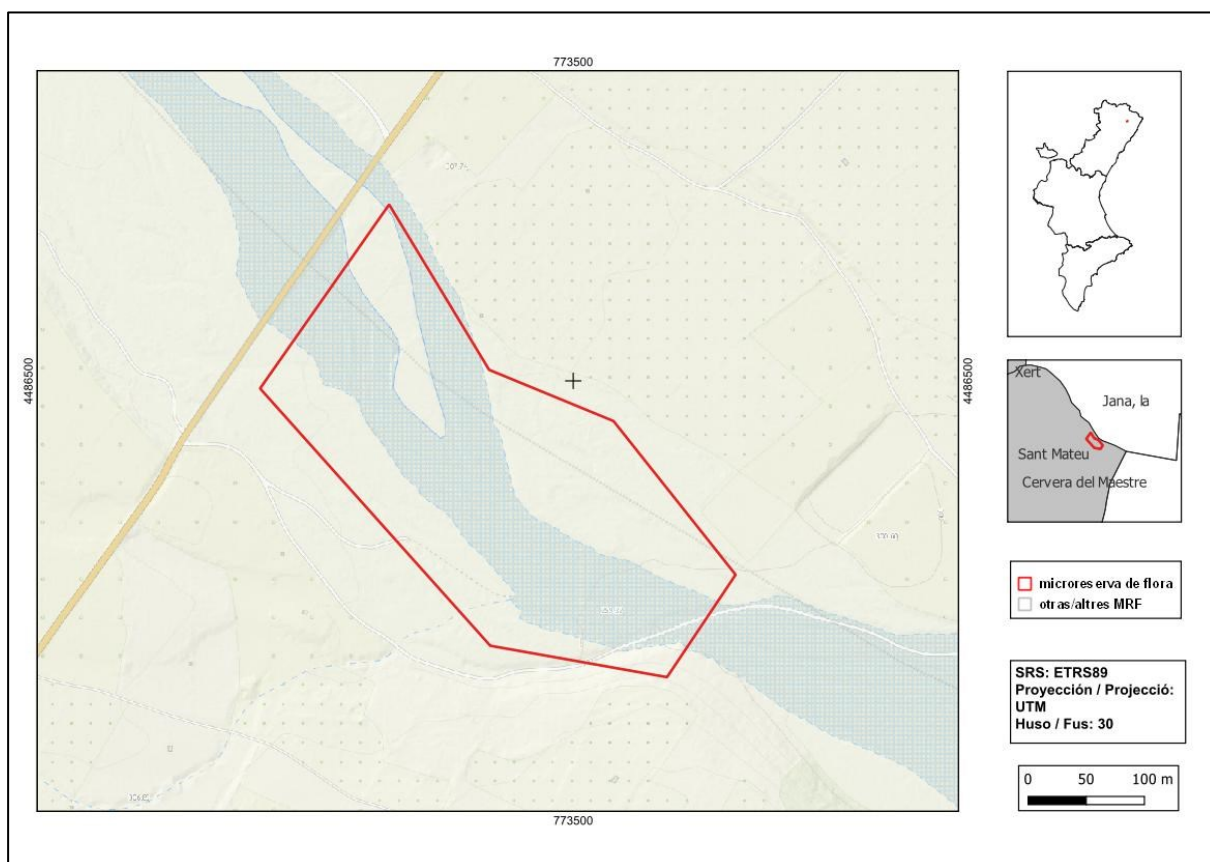 773500
4486500
4486500
773500
Xert
Jana, la
Sant Mateu
Cervera del Maestre
microreserva de flora
otras/altres MRF
SRS: ETRS89
Proyección / Projecció:
UTM
Huso / Fus: 30
0 50 100 m